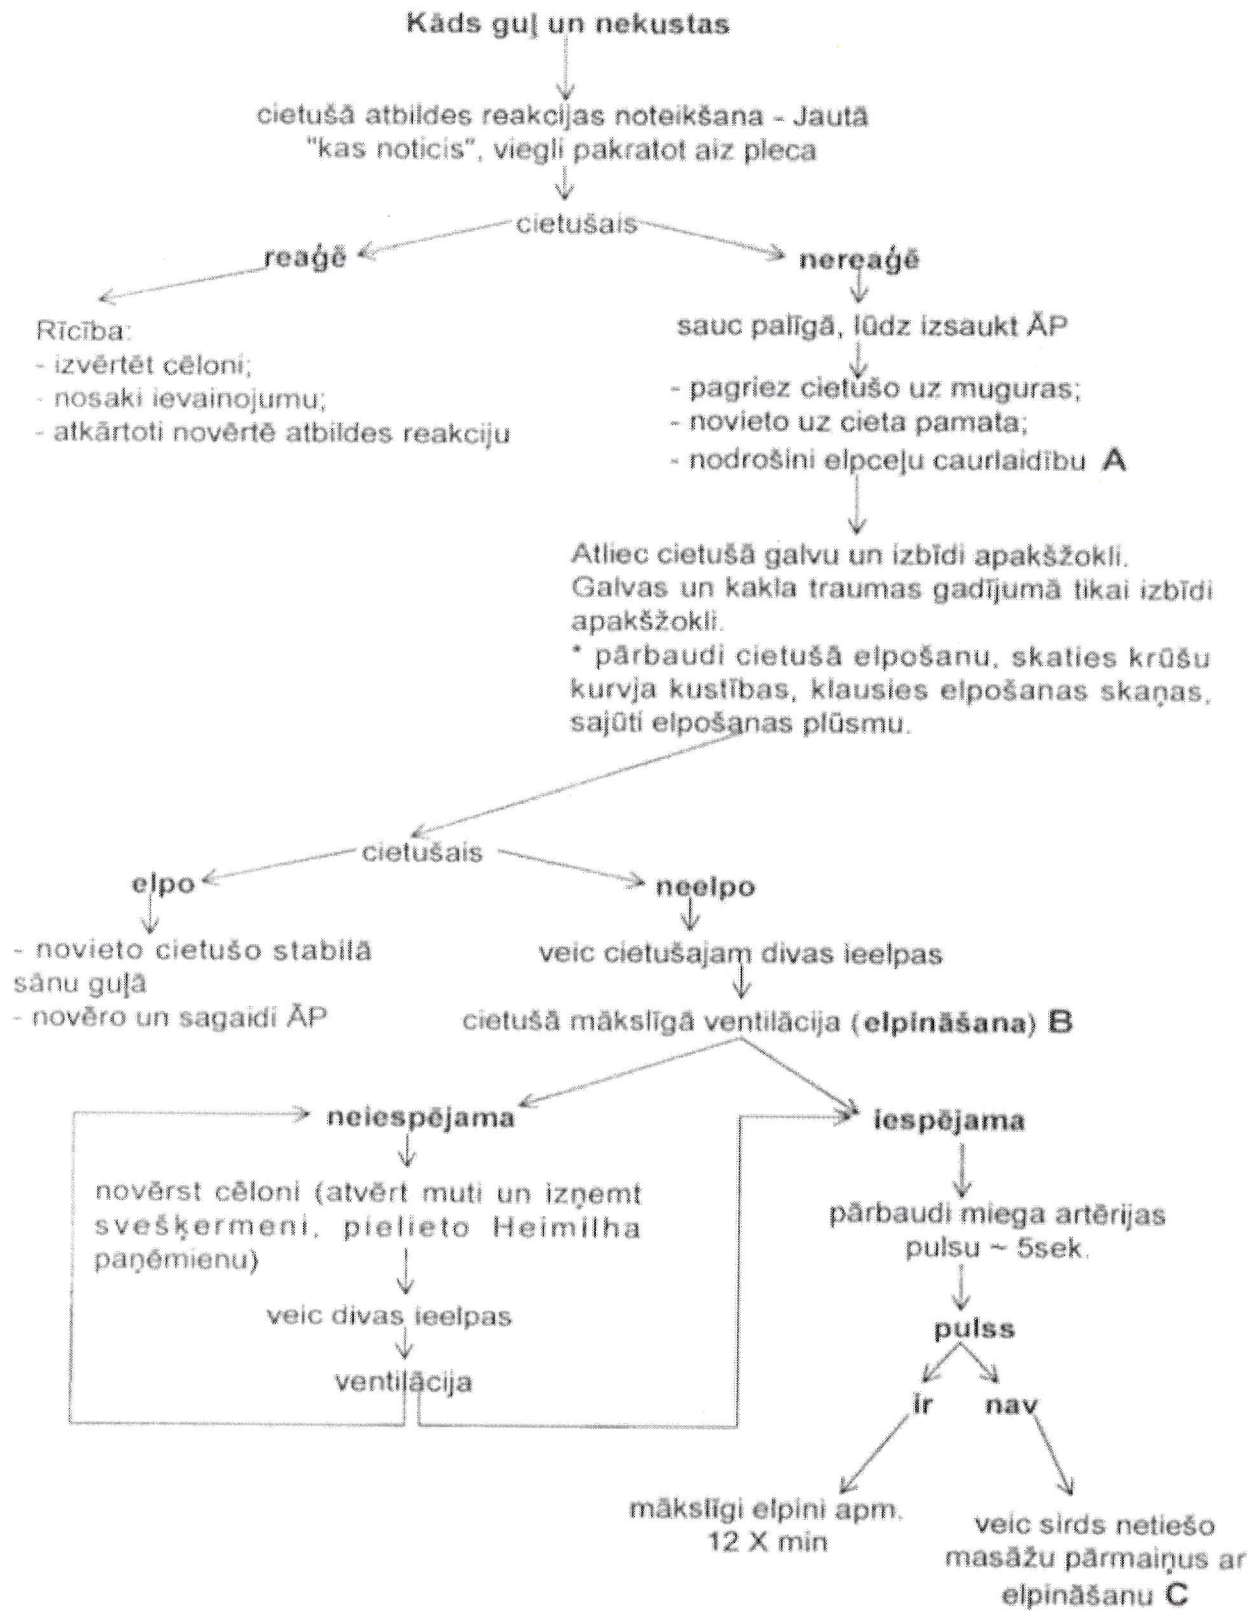 Kāds guļ un nekustas
cietušā atbildes reakcijas noteikšana - Jautā
"kas noticis", viegli pakratot aiz pleca
cietušais
reaģē
nereaģē
Rīcība:
- izvērtēt cēloni;
- nosaki ievainojumu;
- atkārtoti novērtē atbildes reakciju
sauc palīgā, lūdz izsaukt ĀP
- pagriez cietušo uz muguras;
- novieto uz cieta pamata;
- nodrošini elpceļu caurlaidību A
Atliec cietušā galvu un izbīdi apakšžokli.
Galvas un kakla traumas gadījumā tikai izbīdi
apakšžokli.
* pārbaudi cietušā elpošanu, skaties krūšu
kurvja kustības, klausies elpošanas skaņas,
sajūti elpošanas plūsmu.
cietušais
elpo
neelpo
- novieto cietušo stabilā
sānu guļā
- novēro un sagaidi ĀP
veic cietušajam divas ieelpas
cietušā mākslīgā ventilācija (elpināšana) B
neiespējama
iespējama
novērst cēloni (atvērt muti un izņemt
svešķermeni, pielieto Heimilha
paņēmienu)
veic divas ieelpas
ventilācija
pārbaudi miega artērijas
pulsu ~ 5sek.
pulss
ir
nav
mākslīgi elpini apm.
12 X min
veic sirds netiešo
masāžu pārmaiņus ar
elpināšanu C